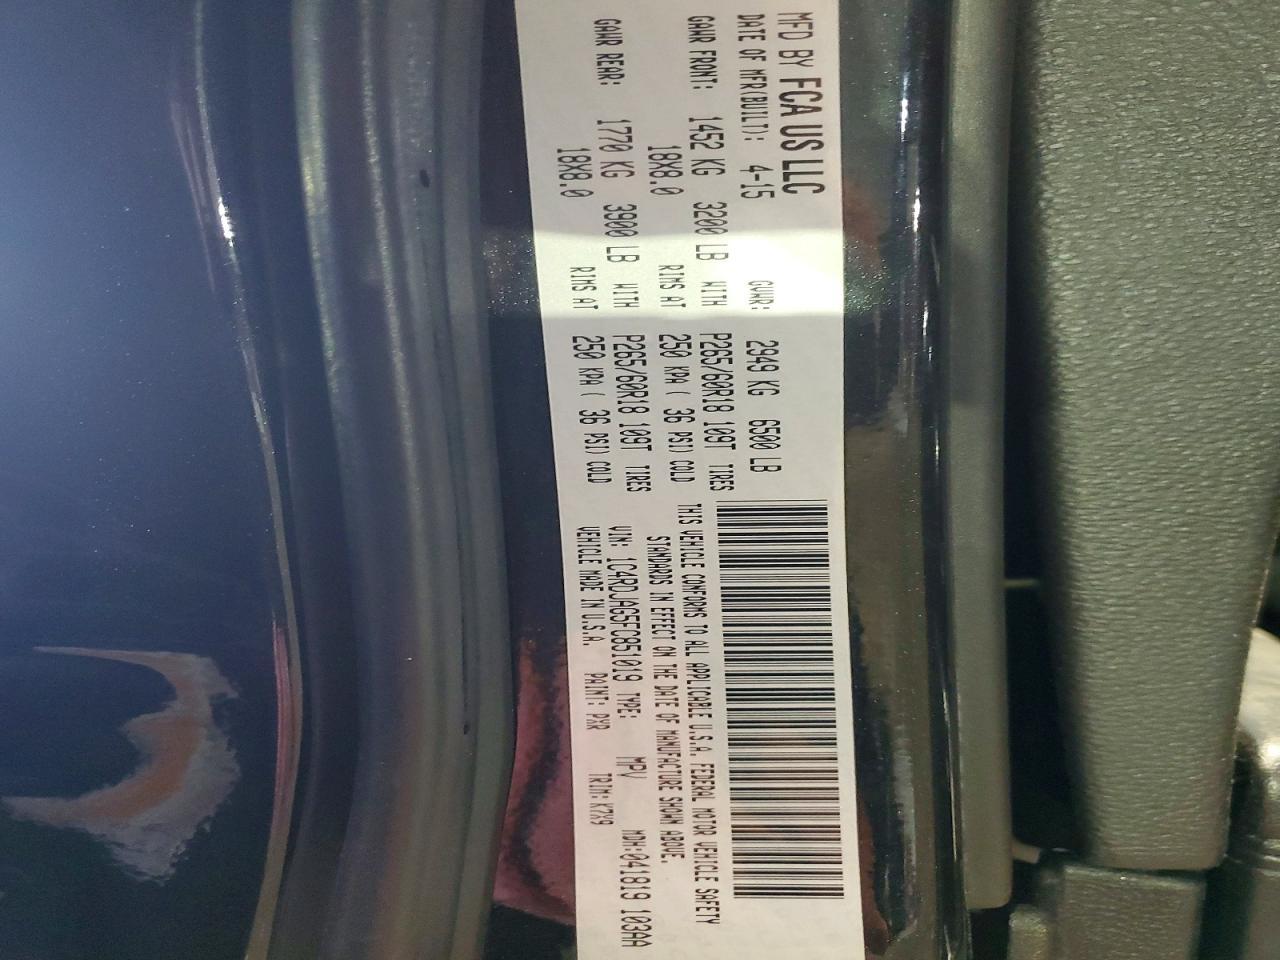 MFD BY FCA US LLC
DATE OF MFR(BUILT): 4-15 GVWR: 2949 KG 6500 LB
GAWR FRONT: 1452 KG 3200 LB WITH P265/60R18 109T TIRES
18X8.0 RIMS AT 250 KPA ( 36 PSI) COLD
GAWR REAR: 1770 KG 3900 LB WITH P265/60R18 109T TIRES
18X8.0 RIMS AT 250 KPA ( 36 PSI) COLD
THIS VEHICLE CONFORMS TO ALL APPLICABLE U.S.A. FEDERAL MOTOR VEHICLE SAFETY
STANDARDS IN EFFECT ON THE DATE OF MANUFACTURE SHOWN ABOVE.
VIN: 1C4RDJAG5FC851019 TYPE: MPV MDH:041819 103AA
VEHICLE MADE IN U.S.A. PAINT: PXR TRIM:K7X9